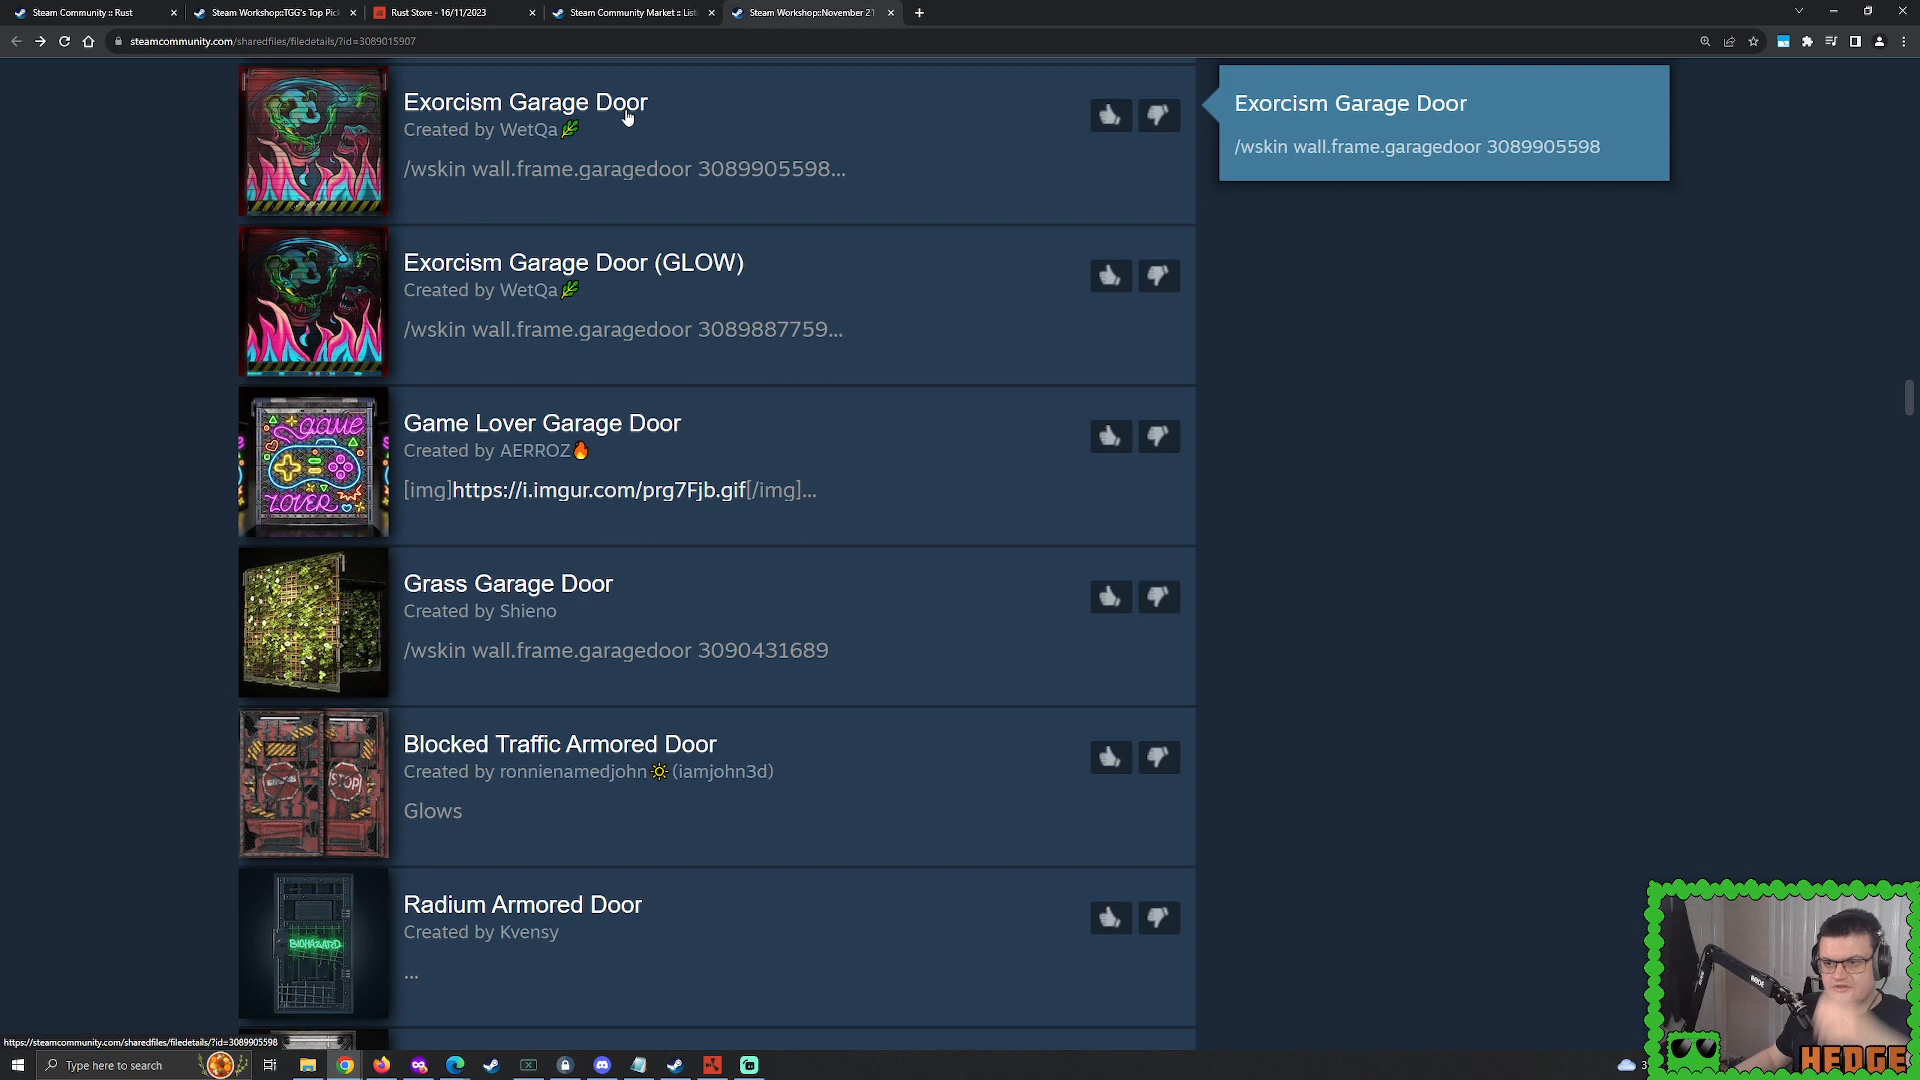 Steam Community :: Rust
Steam Workshop::TGG's Top Pic
Rust Store - 16/11/2023
Steam Community Market :: List
Steam Workshop::November 21
steamcommunity.com/sharedfiles/filedetails/?id=3089015907
Exorcism Garage Door
Created by WetQa
/wskin wall.frame.garagedoor 3089905598...
Exorcism Garage Door
/wskin wall.frame.garagedoor 3089905598
Exorcism Garage Door (GLOW)
Created by WetQa
/wskin wall.frame.garagedoor 3089887759...
game
LOVER
Game Lover Garage Door
Created by AERROZ
[img]https://i.imgur.com/prg7Fjb.gif[/img]...
Grass Garage Door
Created by Shieno
/wskin wall.frame.garagedoor 3090431689
STOP
Blocked Traffic Armored Door
Created by ronnienamedjohn (iamjohn3d)
Glows
BIOHAZARD
Radium Armored Door
Created by Kvensy
...
https://steamcommunity.com/sharedfiles/filedetails/?id=3089905598
Type here to search
RODE
HEDGE